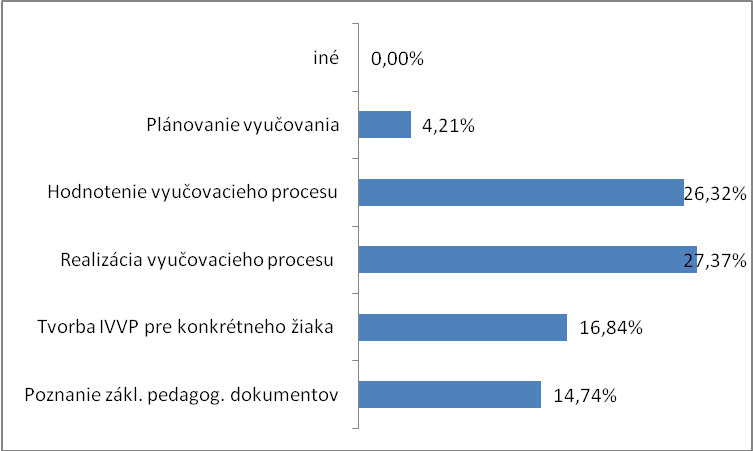 iné 0,00%
Plánovanie vyučovania 4,21%
Hodnotenie vyučovacieho procesu 26,32%
Realizácia vyučovacieho procesu 27,37%
Tvorba IVVP pre konkrétneho žiaka 16,84%
Poznanie zákl. pedagog. dokumentov 14,74%